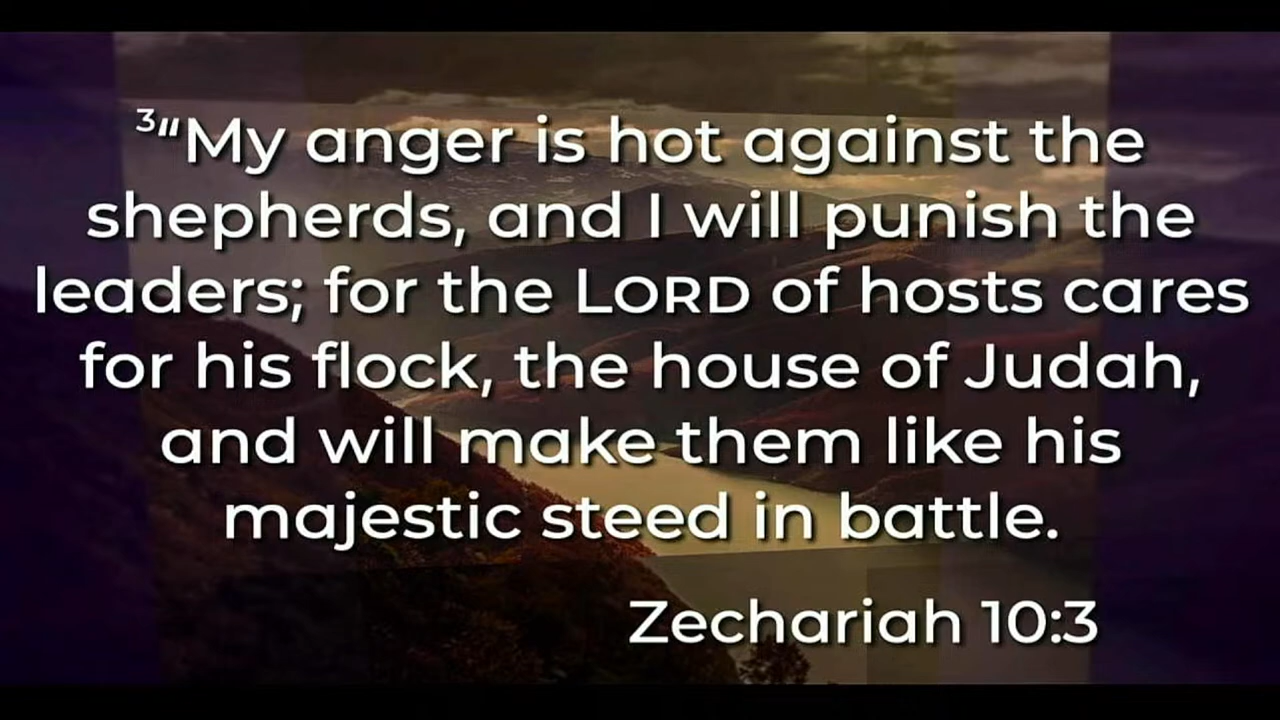 ³“My anger is hot against the
shepherds, and I will punish the
leaders; for the LORD of hosts cares
for his flock, the house of Judah,
and will make them like his
majestic steed in battle.
Zechariah 10:3